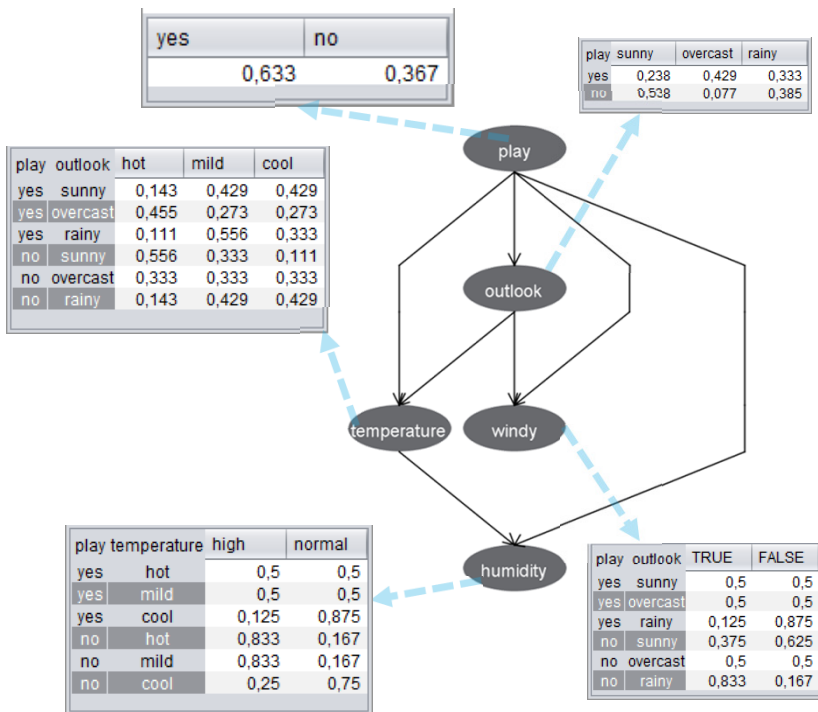 yes no
0,633 0,367
play sunny overcast rainy
yes 0,238 0,429 0,333
no 0,538 0,077 0,385
play
play outlook hot mild cool
yes sunny 0,143 0,429 0,429
yes overcast 0,455 0,273 0,273
yes rainy 0,111 0,556 0,333
no sunny 0,556 0,333 0,111
no overcast 0,333 0,333 0,333
no rainy 0,143 0,429 0,429
outlook
temperature
windy
play temperature high normal
yes hot 0,5 0,5
yes mild 0,5 0,5
yes cool 0,125 0,875
no hot 0,833 0,167
no mild 0,833 0,167
no cool 0,25 0,75
humidity
play outlook TRUE FALSE
yes sunny 0,5 0,5
yes overcast 0,5 0,5
yes rainy 0,125 0,875
no sunny 0,375 0,625
no overcast 0,5 0,5
no rainy 0,833 0,167